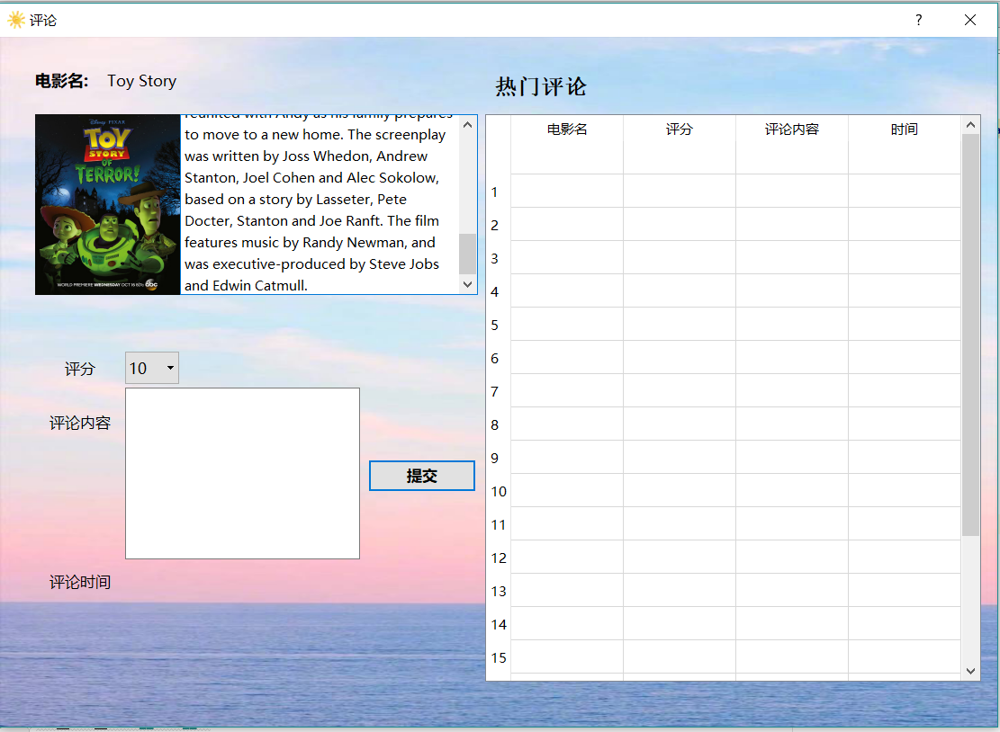 评论
电影名: Toy Story
热门评论
Disney PIXAR
TOY
STORY
OF
TERROR!
WORLD PREMIERE WEDNESDAY OCT 16 8|7c abc
reunited with Andy as his family prepares
to move to a new home. The screenplay
was written by Joss Whedon, Andrew
Stanton, Joel Cohen and Alec Sokolow,
based on a story by Lasseter, Pete
Docter, Stanton and Joe Ranft. The film
features music by Randy Newman, and
was executive-produced by Steve Jobs
and Edwin Catmull.
评分 10
评论内容
提交
评论时间
电影名 评分 评论内容 时间
1
2
3
4
5
6
7
8
9
10
11
12
13
14
15